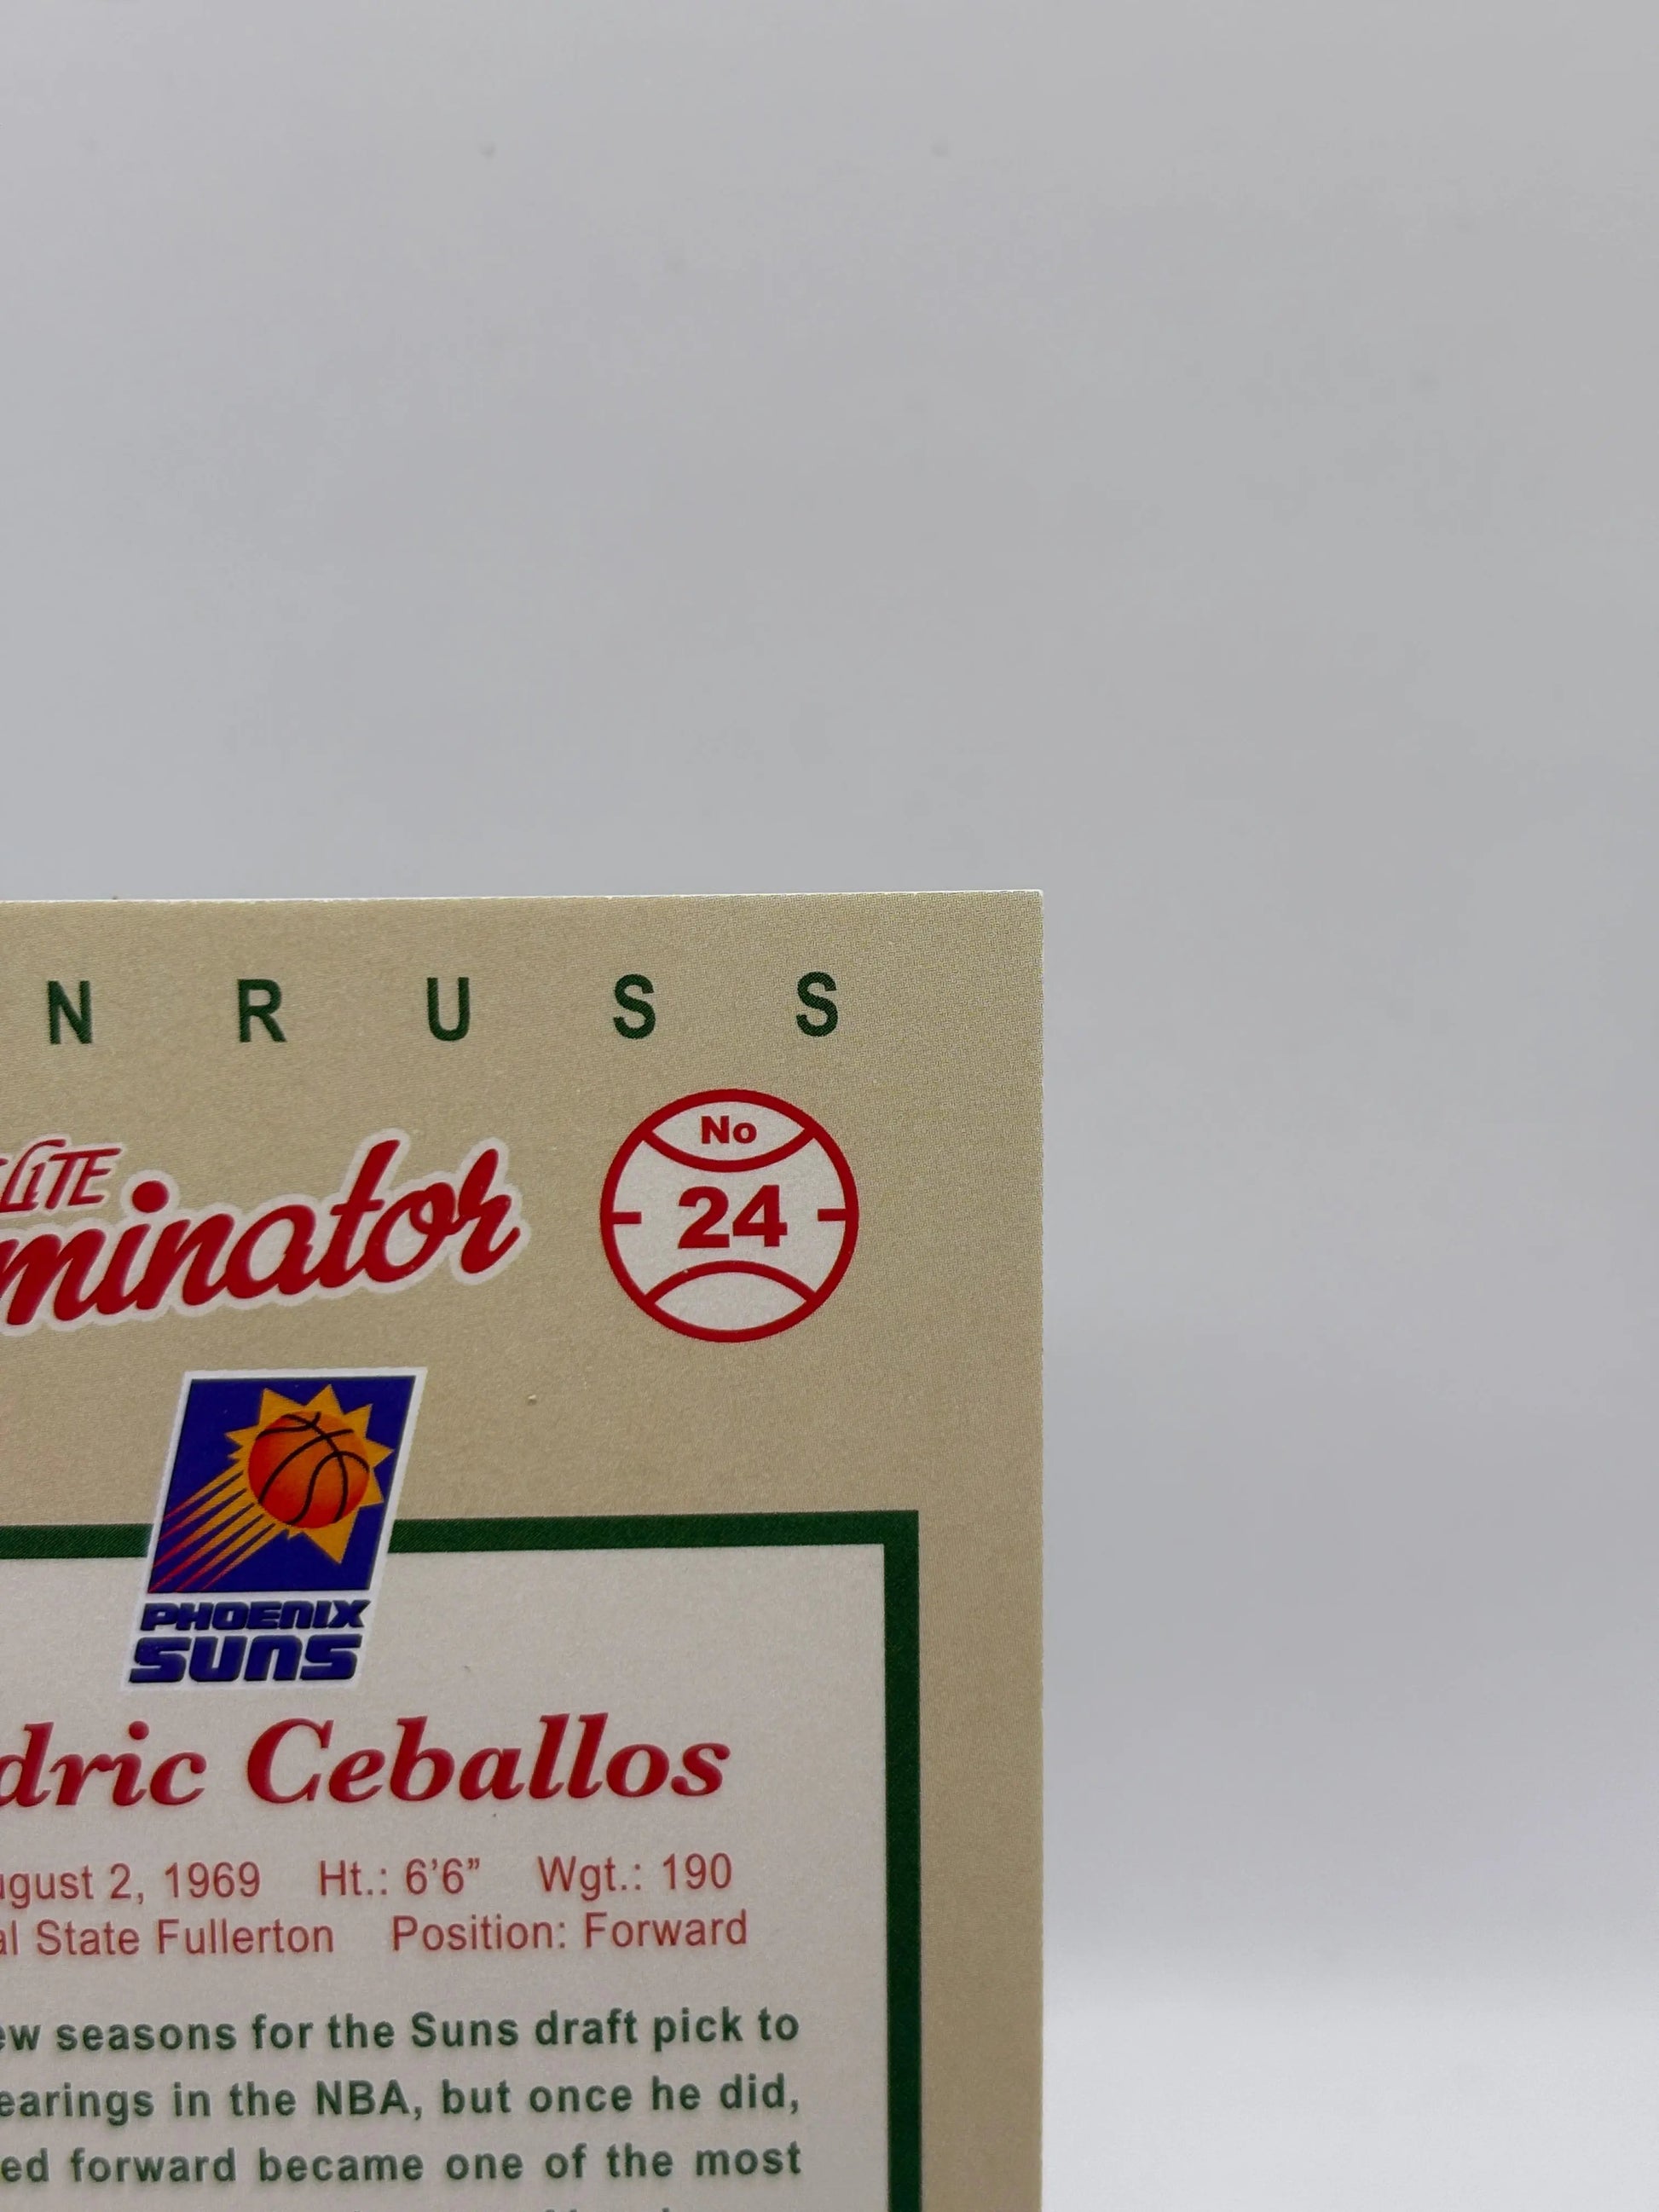 N R U S S
No
24
LITE
minator
PHOENIX
SUNS
dric Ceballos
ugust 2, 1969 Ht.: 6'6" Wgt.: 190
al State Fullerton Position: Forward
ew seasons for the Suns draft pick to
earings in the NBA, but once he did,
ed forward became one of the most